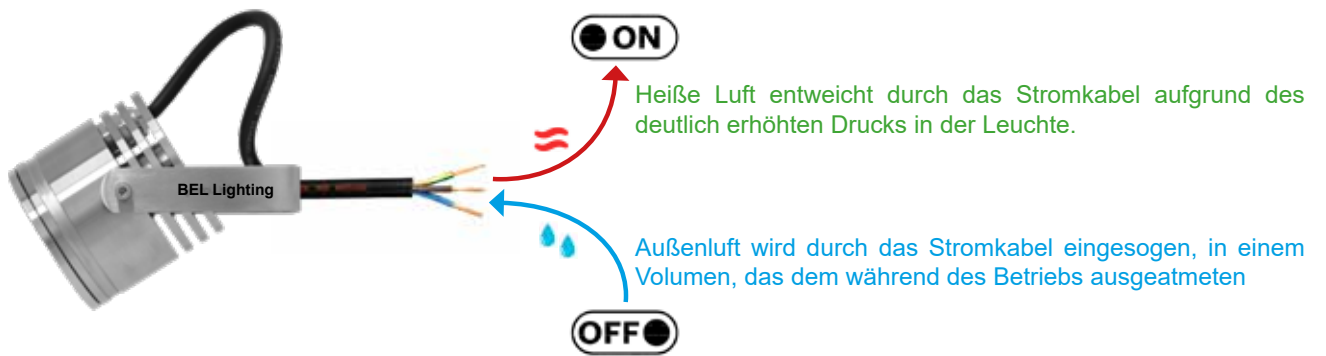 ON
Heiße Luft entweicht durch das Stromkabel aufgrund des
deutlich erhöhten Drucks in der Leuchte.
BEL Lighting
Außenluft wird durch das Stromkabel eingesogen, in einem
Volumen, das dem während des Betriebs ausgeatmeten
OFF